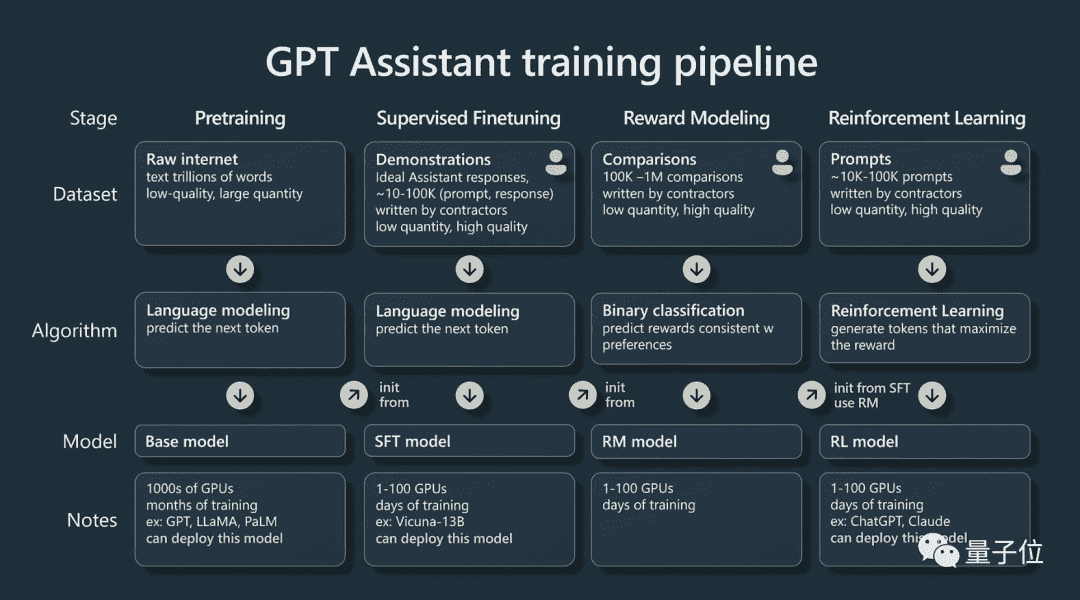 GPT Assistant training pipeline
Stage
Pretraining
Supervised Finetuning
Reward Modeling
Reinforcement Learning
Dataset
Raw internet
text trillions of words
low-quality, large quantity
Demonstrations
Ideal Assistant responses,
~10-100K (prompt, response)
written by contractors
low quantity, high quality
Comparisons
100K –1M comparisons
written by contractors
low quantity, high quality
Prompts
~10K-100K prompts
written by contractors
low quantity, high quality
Algorithm
Language modeling
predict the next token
Language modeling
predict the next token
Binary classification
predict rewards consistent w
preferences
Reinforcement Learning
generate tokens that maximize
the reward
init
from
init
from
init from SFT
use RM
Model
Base model
SFT model
RM model
RL model
Notes
1000s of GPUs
months of training
ex: GPT, LLaMA, PaLM
can deploy this model
1-100 GPUs
days of training
ex: Vicuna-13B
can deploy this model
1-100 GPUs
days of training
1-100 GPUs
days of training
ex: ChatGPT, Claude
can deploy this model
量子位